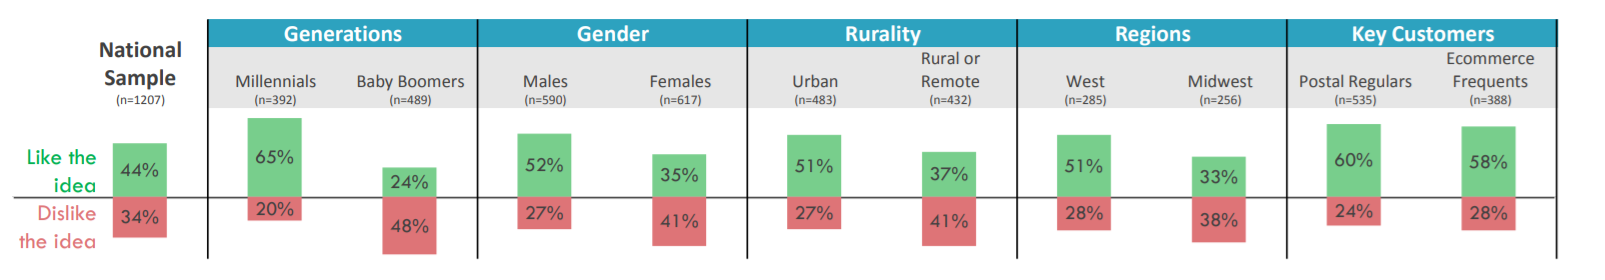 Generations
Gender
Rurality
Regions
Key Customers
National
Sample
(n=1207)
Millennials
(n=392)
Baby Boomers
(n=489)
Males
(n=590)
Females
(n=617)
Urban
(n=483)
Rural or
Remote
(n=432)
West
(n=285)
Midwest
(n=256)
Postal Regulars
(n=535)
Ecommerce
Frequents
(n=388)
Like the
idea
44%
65%
24%
52%
35%
51%
37%
51%
33%
60%
58%
Dislike
the idea
34%
20%
48%
27%
41%
27%
41%
28%
38%
24%
28%